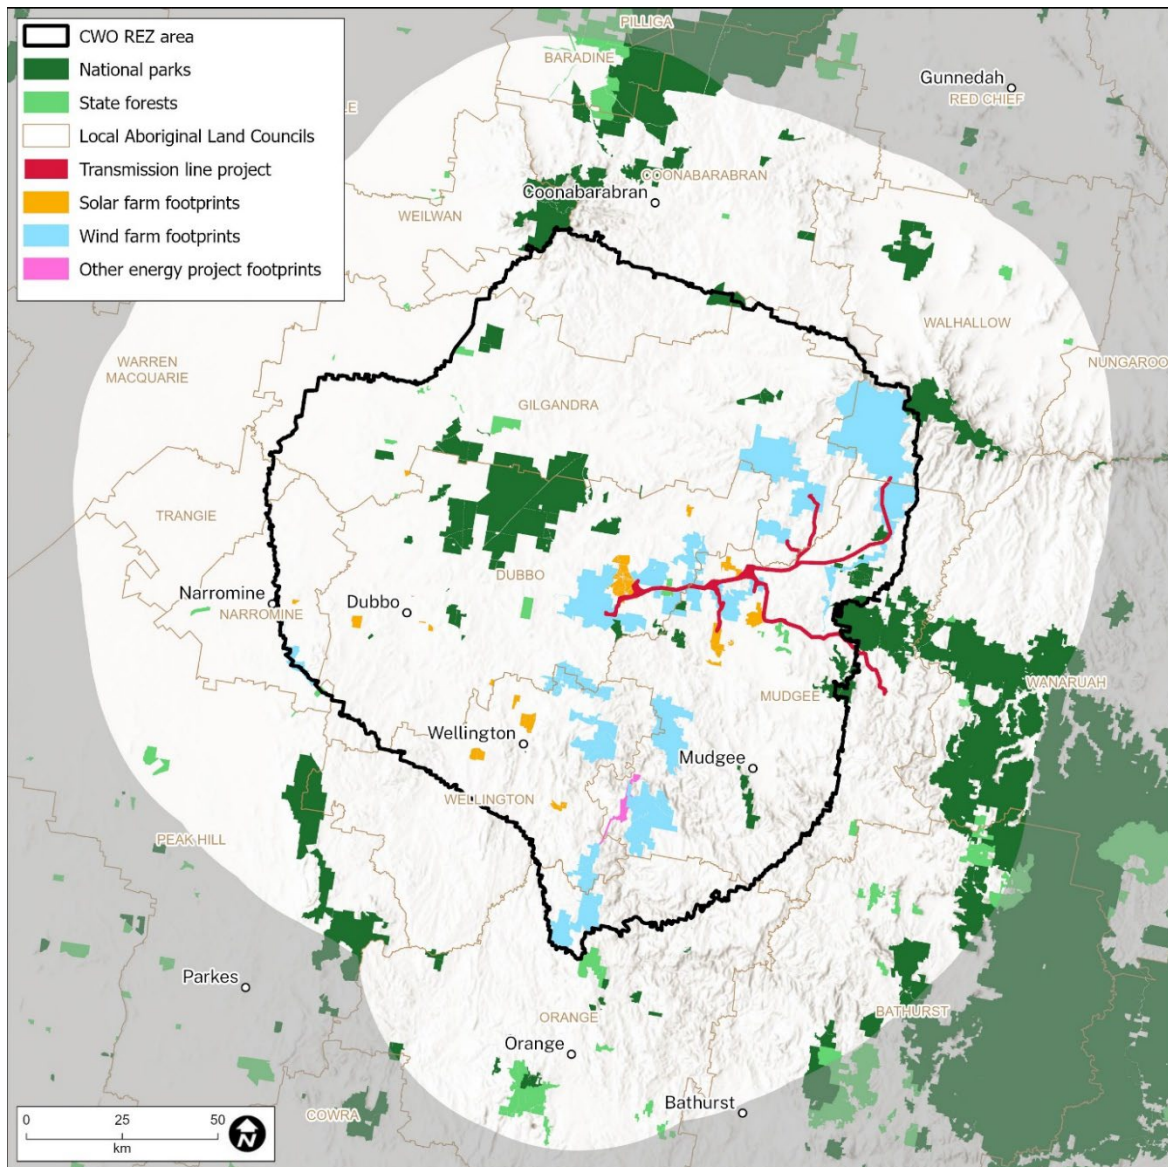 CWO REZ area
National parks
State forests
Local Aboriginal Land Councils
Transmission line project
Solar farm footprints
Wind farm footprints
Other energy project footprints
PILLIGA
BARADINE
Gunnedah
RED CHIEF
LE
COONABARABRAN
Coonabarabran
WEILWAN
WALHALLOW
WARREN
MACQUARIE
NUNGAROO
GILGANDRA
TRANGIE
DUBBO
Narromine
NARROMINE
Dubbo
WANARUAH
MUDGEE
Wellington
Mudgee
WELLINGTON
PEAK HILL
Parkes
BATHURST
ORANGE
Orange
Bathurst
COWRA
0 25 50
km
N